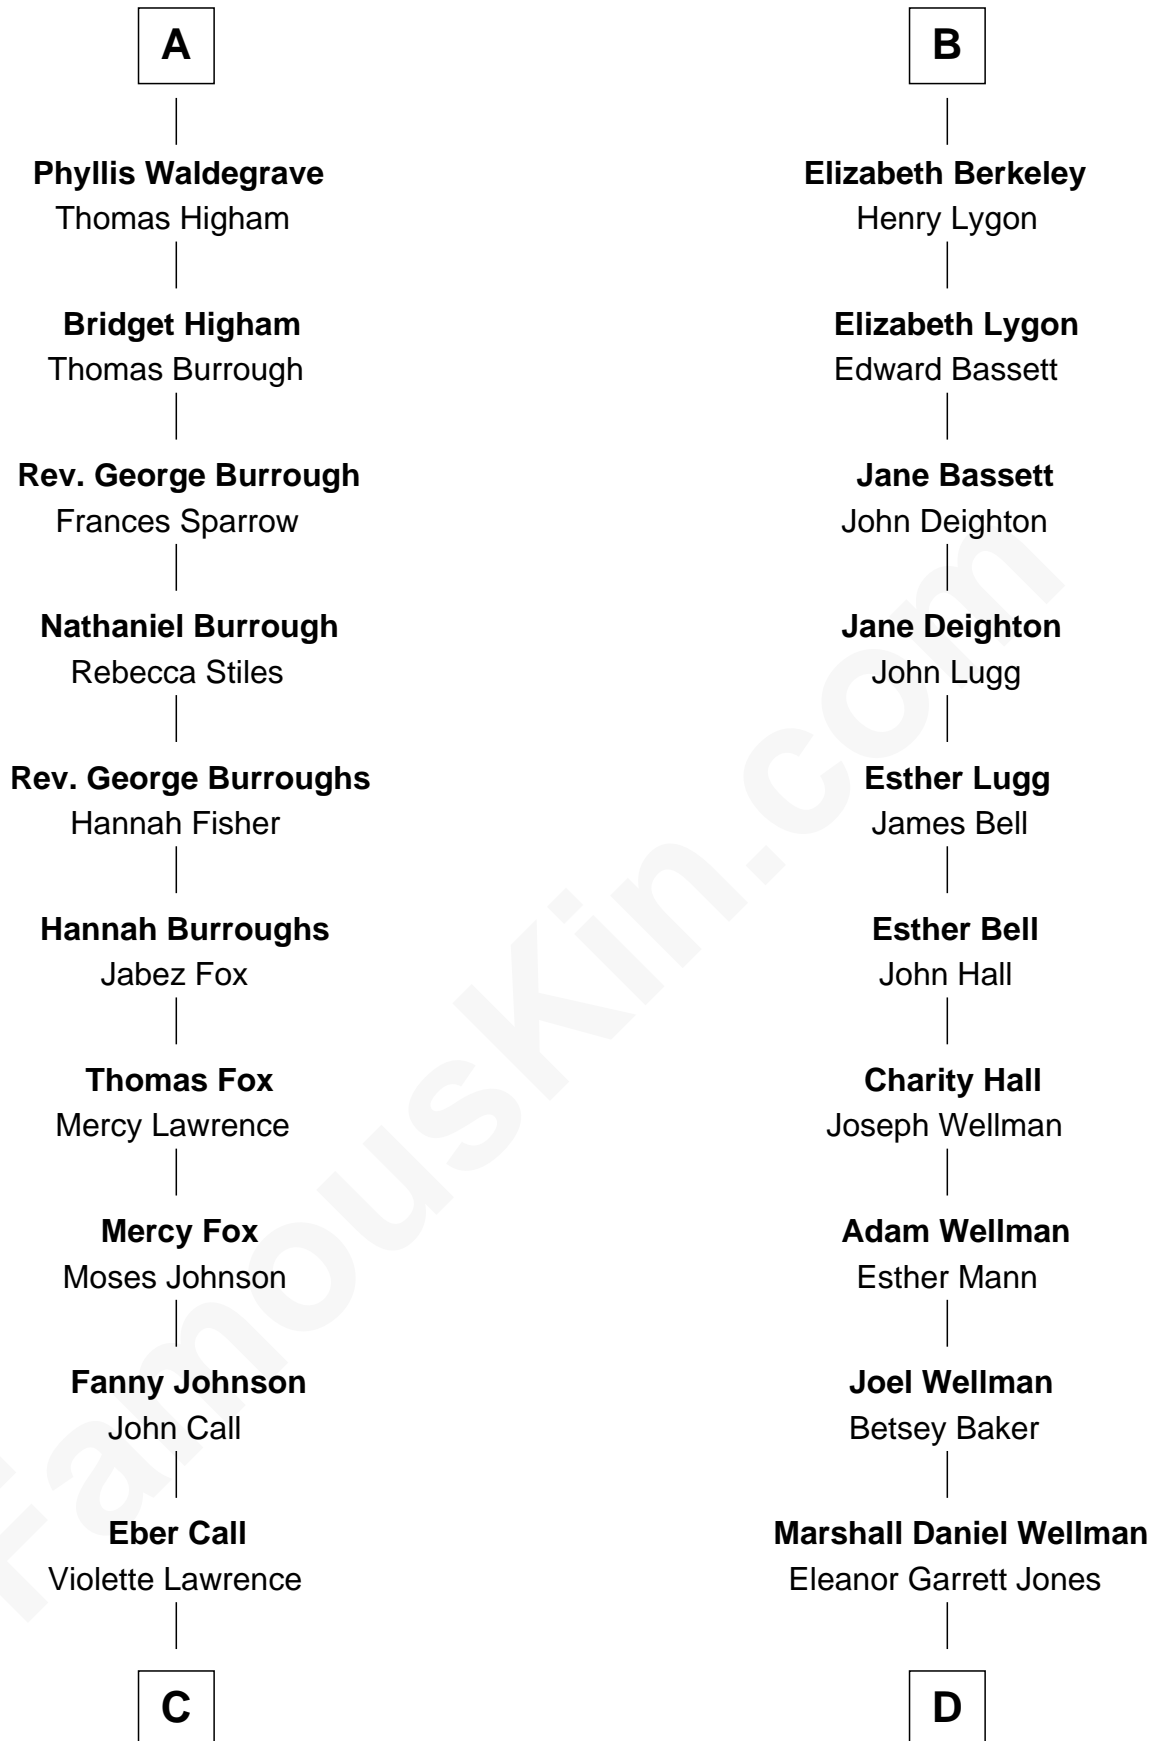 A
Phyllis Waldegrave
Thomas Higham
Bridget Higham
Thomas Burrough
Rev. George Burrough
Frances Sparrow
Nathaniel Burrough
Rebecca Stiles
Rev. George Burroughs
Hannah Fisher
Hannah Burroughs
Jabez Fox
Thomas Fox
Mercy Lawrence
Mercy Fox
Moses Johnson
Fanny Johnson
John Call
Eber Call
Violette Lawrence
C
B
Elizabeth Berkeley
Henry Lygon
Elizabeth Lygon
Edward Bassett
Jane Bassett
John Deighton
Jane Deighton
John Lugg
Esther Lugg
James Bell
Esther Bell
John Hall
Charity Hall
Joseph Wellman
Adam Wellman
Esther Mann
Joel Wellman
Betsey Baker
Marshall Daniel Wellman
Eleanor Garrett Jones
D
FamousKin.com